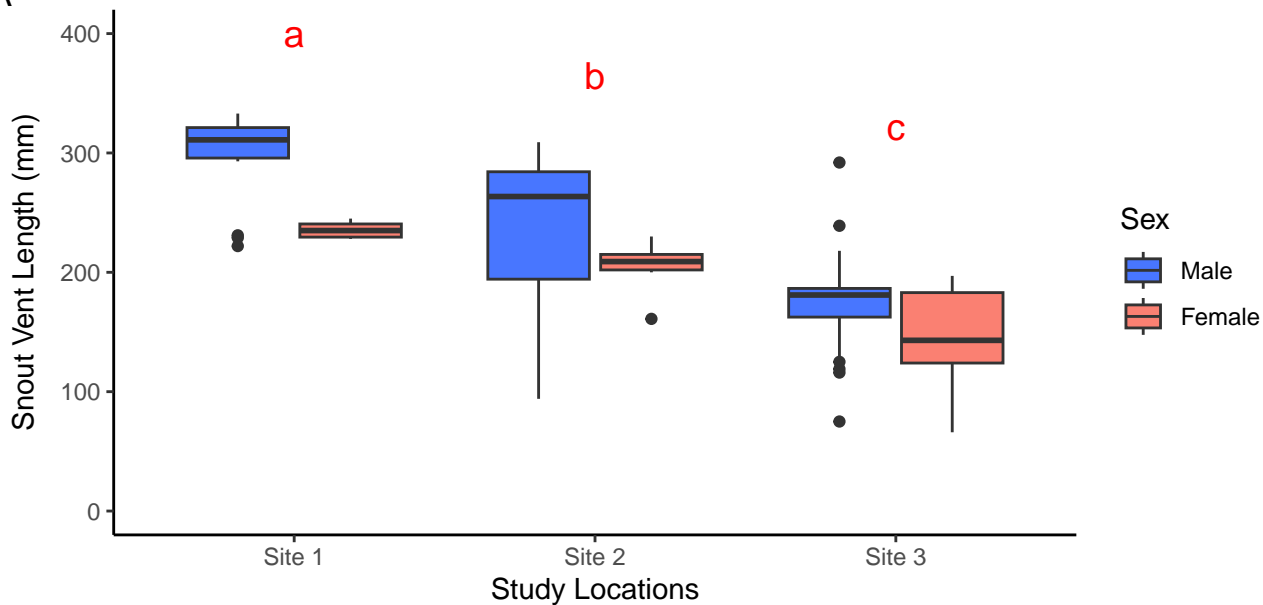 400
300
200
100
0
Snout Vent Length (mm)
a
b
c
Site 1
Site 2
Site 3
Study Locations
Sex
Male
Female